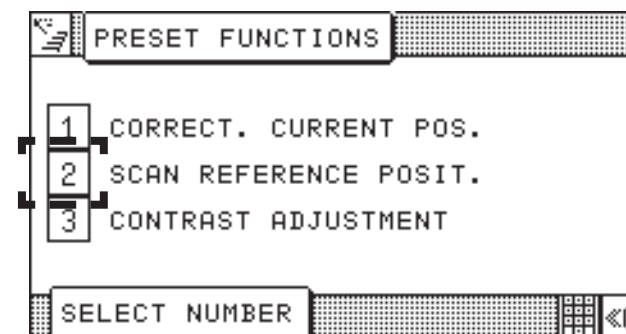 PRESET FUNCTIONS
1 CORRECT. CURRENT POS.
2 SCAN REFERENCE POSIT.
3 CONTRAST ADJUSTMENT
SELECT NUMBER